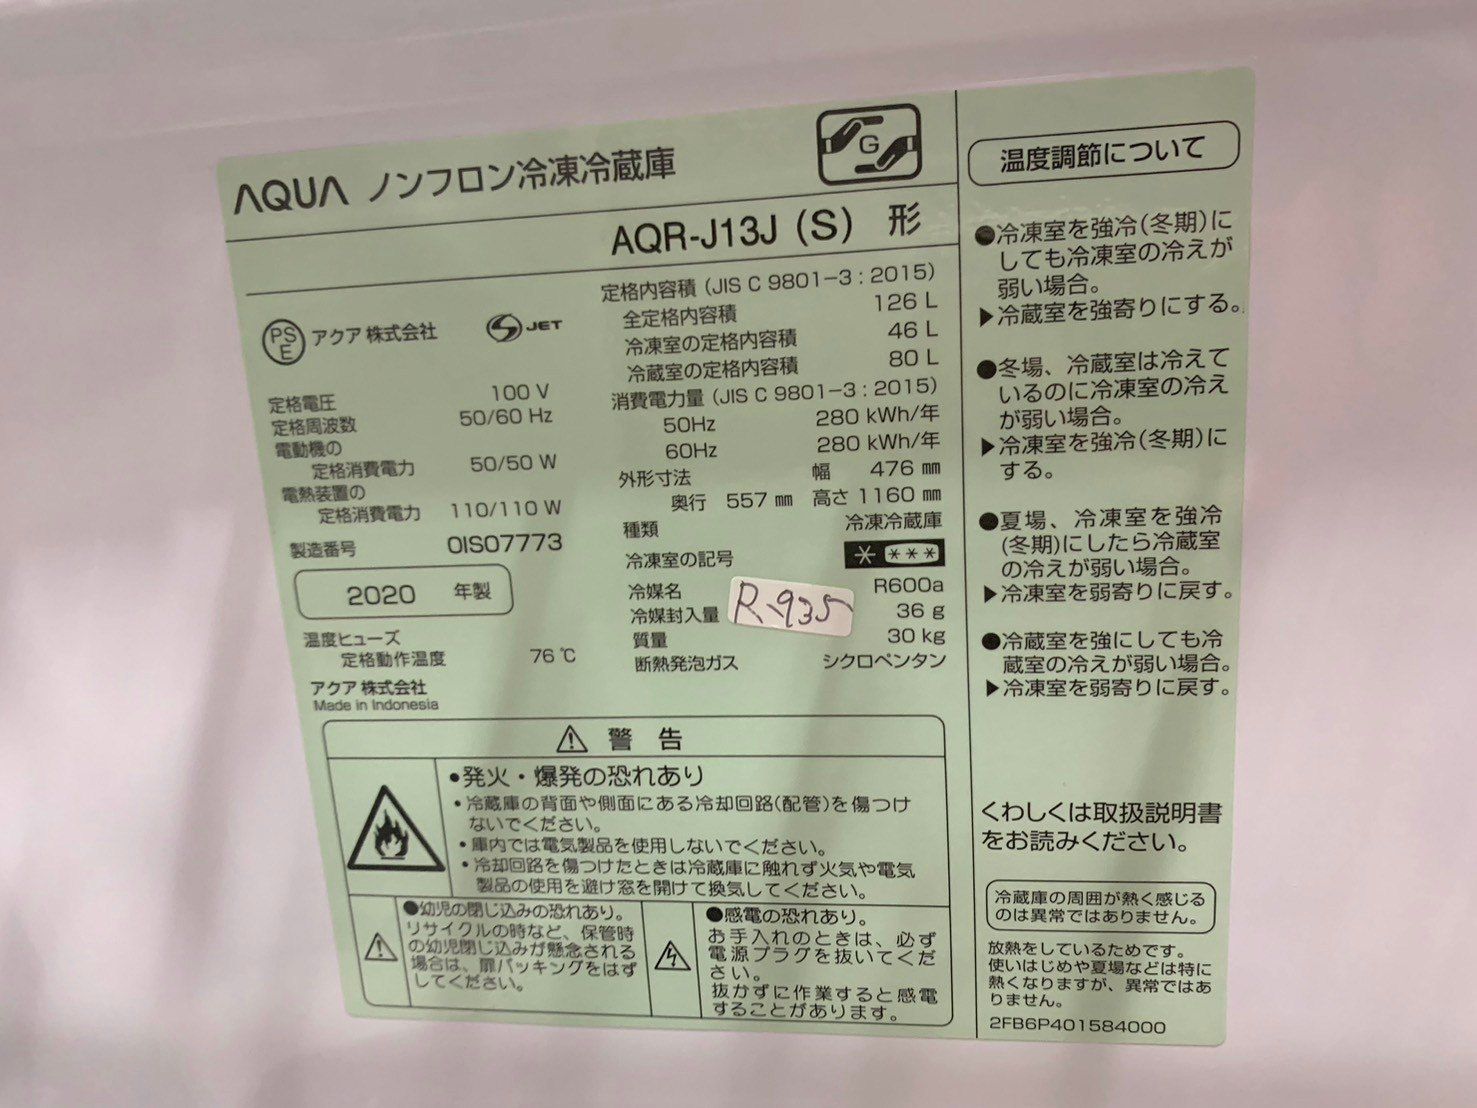 AQUA ノンフロン冷凍冷蔵庫
G
AQR-J13J (S) 形
PS
E
アクア 株式会社
S JET
定格電圧 100 V
定格周波数 50/60 Hz
電動機の
定格消費電力 50/50 W
電熱装置の
定格消費電力 110/110 W
製造番号 0IS07773
2020 年製
温度ヒューズ
定格動作温度 76 ℃
アクア 株式会社
Made in Indonesia
定格内容積 (JIS C 9801-3 : 2015)
全定格内容積 126 L
冷凍室の定格内容積 46 L
冷蔵室の定格内容積 80 L
消費電力量 (JIS C 9801-3 : 2015)
50Hz 280 kWh/年
60Hz 280 kWh/年
外形寸法 幅 476 ㎜
奥行 557 ㎜ 高さ 1160 ㎜
種類 冷凍冷蔵庫
冷凍室の記号 * ***
冷媒名 R600a
冷媒封入量 36 g
質量 30 kg
断熱発泡ガス シクロペンタン
R-935
⚠ 警 告
•発火・爆発の恐れあり
•冷蔵庫の背面や側面にある冷却回路(配管)を傷つけ
ないでください。
•庫内では電気製品を使用しないでください。
•冷却回路を傷つけたときは冷蔵庫に触れず火気や電気
製品の使用を避け窓を開けて換気してください。
●幼児の閉じ込みの恐れあり。
リサイクルの時など、保管時
の幼児閉じ込みが懸念される
場合は、扉パッキングをはず
してください。
●感電の恐れあり。
お手入れのときは、必ず
電源プラグを抜いてくだ
さい。
抜かずに作業すると感電
することがあります。
温度調節について
●冷凍室を強冷(冬期)に
しても冷凍室の冷えが
弱い場合。
▶冷蔵室を強寄りにする。
●冬場、冷蔵室は冷えて
いるのに冷凍室の冷え
が弱い場合。
▶冷凍室を強冷(冬期)に
する。
●夏場、冷凍室を強冷
(冬期)にしたら冷蔵室
の冷えが弱い場合。
▶冷凍室を弱寄りに戻す。
●冷蔵室を強にしても冷
蔵室の冷えが弱い場合。
▶冷凍室を弱寄りに戻す。
くわしくは取扱説明書
をお読みください。
冷蔵庫の周囲が熱く感じる
のは異常ではありません。
放熱をしているためです。
使いはじめや夏場などは特に
熱くなりますが、異常ではあ
りません。
2FB6P401584000